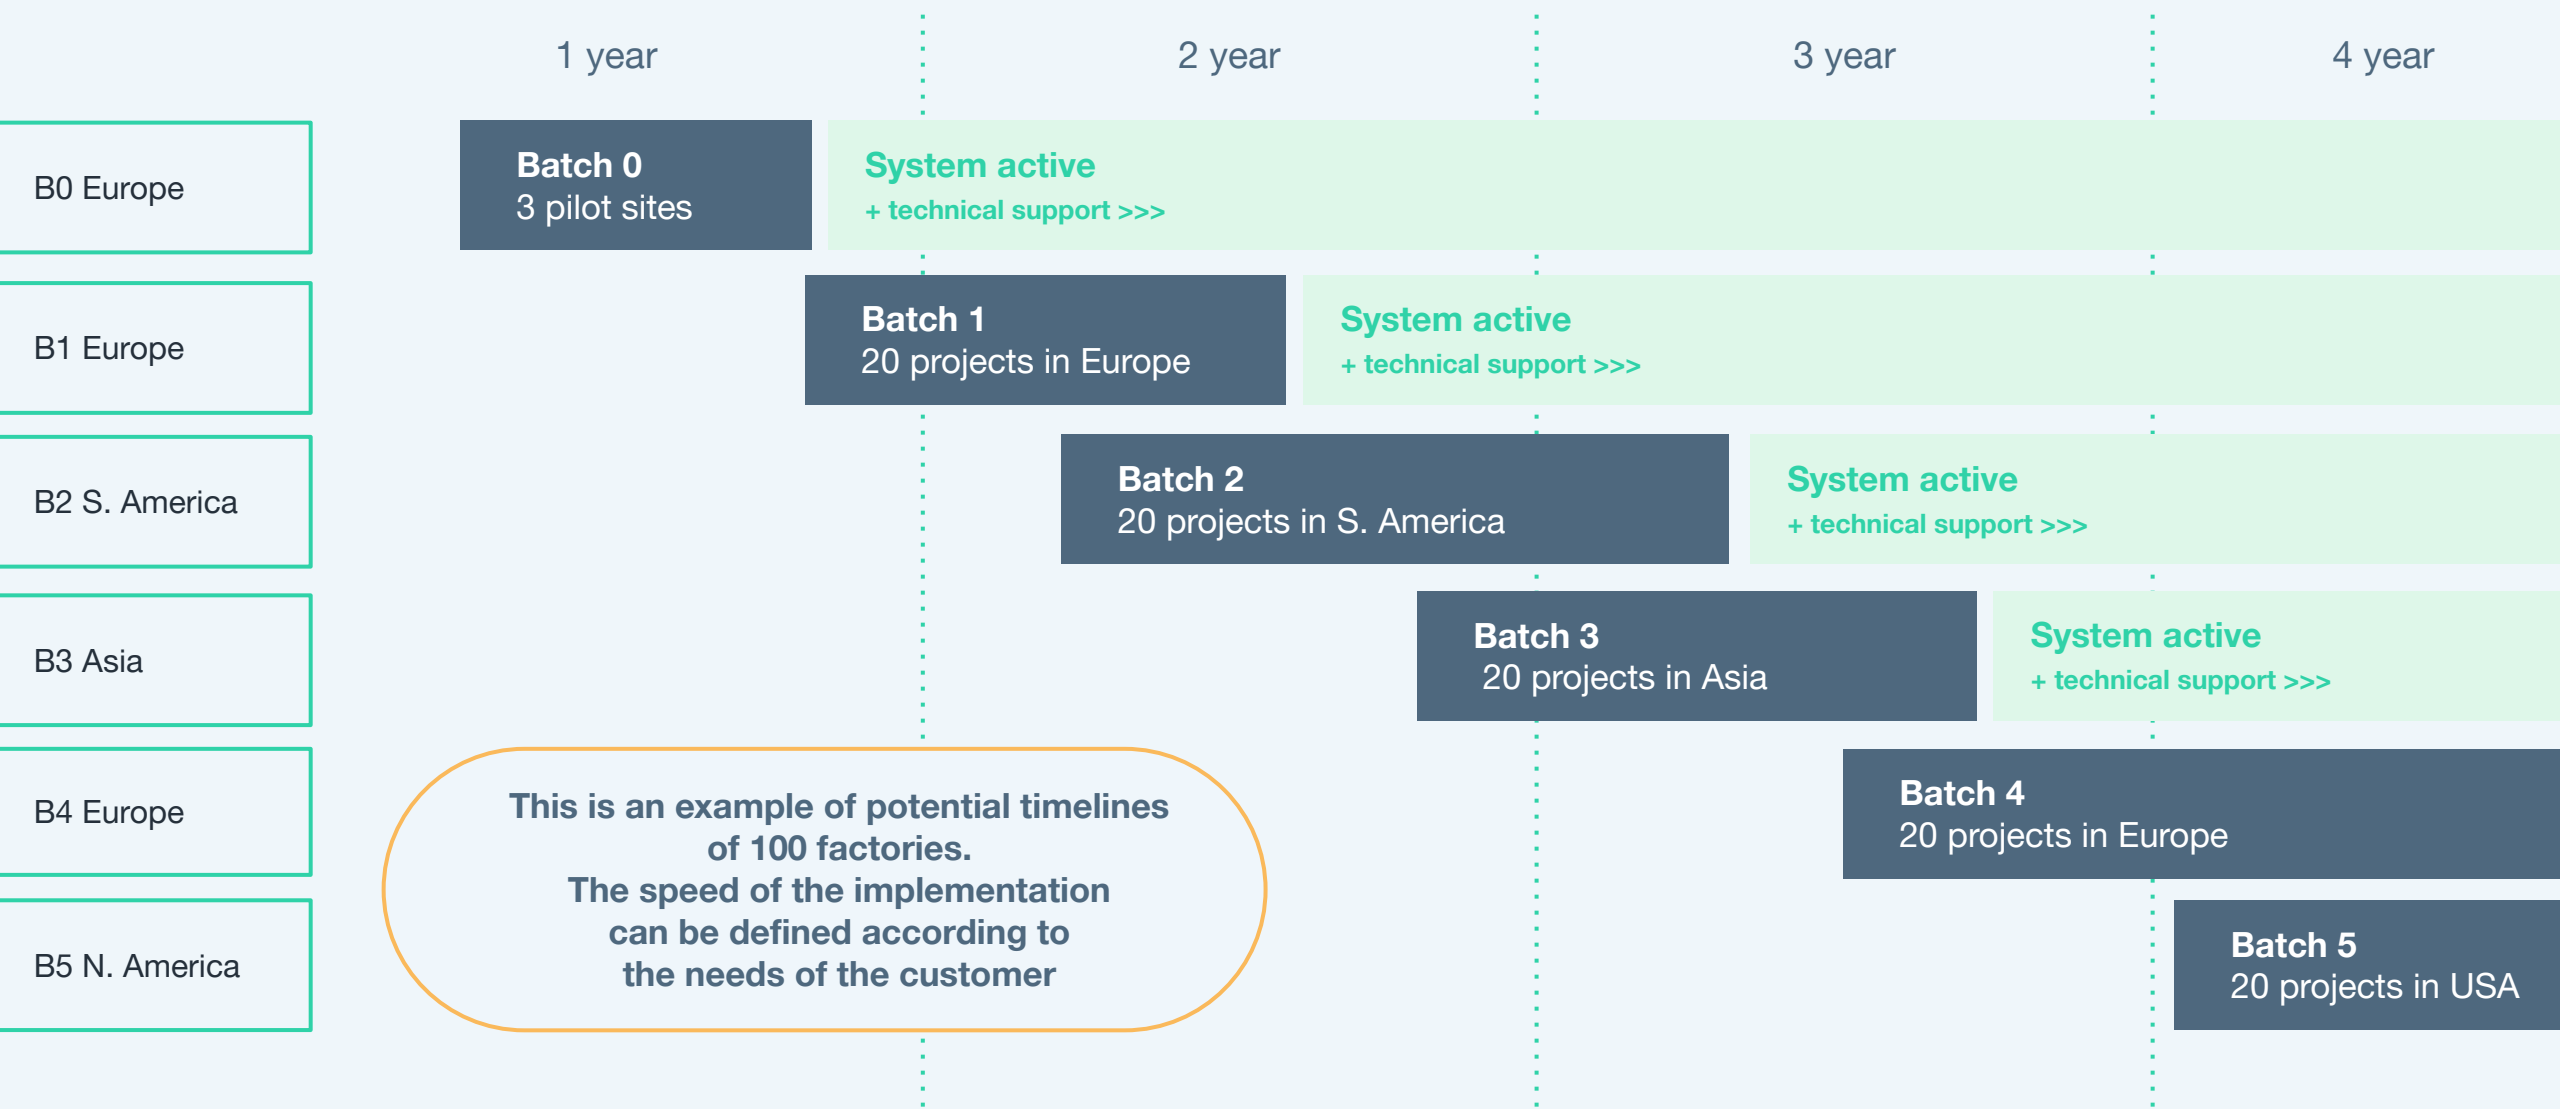 1 year
2 year
3 year
4 year
B0 Europe
Batch 0
3 pilot sites
System active
+ technical support >>>
B1 Europe
Batch 1
20 projects in Europe
System active
+ technical support >>>
B2 S. America
Batch 2
20 projects in S. America
System active
+ technical support >>>
B3 Asia
Batch 3
20 projects in Asia
System active
+ technical support >>>
B4 Europe
Batch 4
20 projects in Europe
B5 N. America
Batch 5
20 projects in USA
This is an example of potential timelines
of 100 factories.
The speed of the implementation
can be defined according to
the needs of the customer